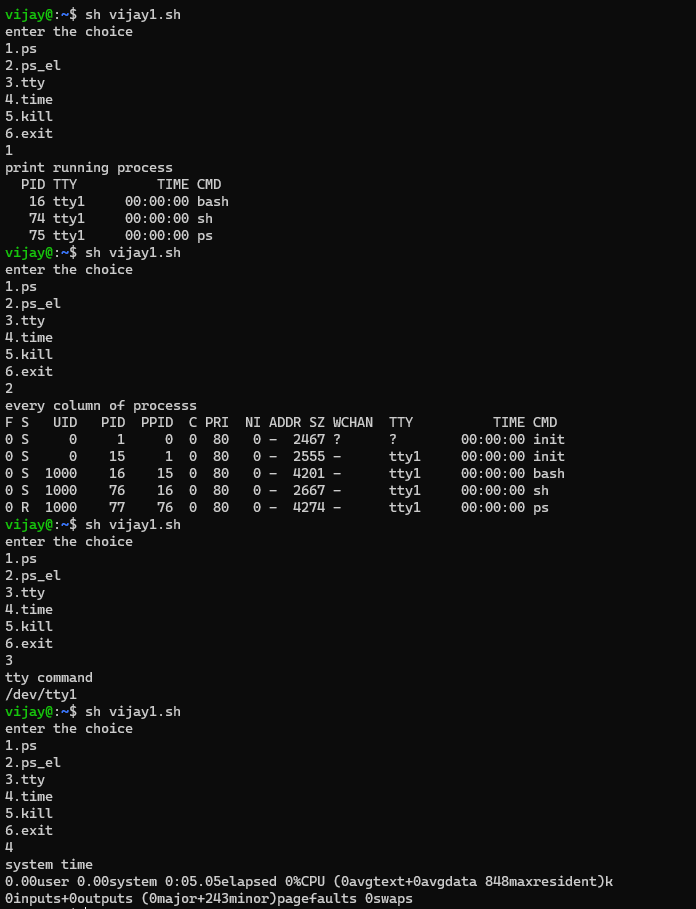 vijay@:~$ sh vijay1.sh
enter the choice
1.ps
2.ps_el
3.tty
4.time
5.kill
6.exit
1
print running process
  PID TTY          TIME CMD
   16 tty1     00:00:00 bash
   74 tty1     00:00:00 sh
   75 tty1     00:00:00 ps
vijay@:~$ sh vijay1.sh
enter the choice
1.ps
2.ps_el
3.tty
4.time
5.kill
6.exit
2
every column of processs
F S   UID   PID  PPID  C PRI  NI ADDR SZ WCHAN  TTY          TIME CMD
0 S     0     1     0  0  80   0 -  2467 ?      ?        00:00:00 init
0 S     0    15     1  0  80   0 -  2555 -      tty1     00:00:00 init
0 S  1000    16    15  0  80   0 -  4201 -      tty1     00:00:00 bash
0 S  1000    76    16  0  80   0 -  2667 -      tty1     00:00:00 sh
0 R  1000    77    76  0  80   0 -  4274 -      tty1     00:00:00 ps
vijay@:~$ sh vijay1.sh
enter the choice
1.ps
2.ps_el
3.tty
4.time
5.kill
6.exit
3
tty command
/dev/tty1
vijay@:~$ sh vijay1.sh
enter the choice
1.ps
2.ps_el
3.tty
4.time
5.kill
6.exit
4
system time
0.00user 0.00system 0:05.05elapsed 0%CPU (0avgtext+0avgdata 848maxresident)k
0inputs+0outputs (0major+243minor)pagefaults 0swaps